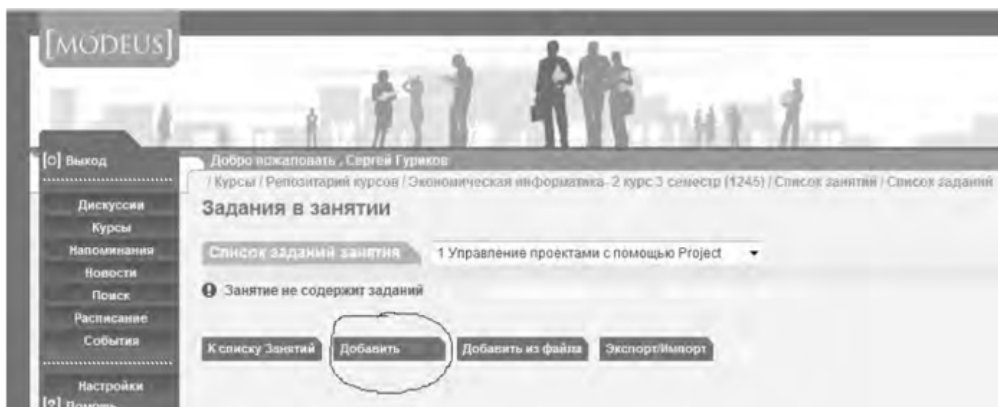 [MODEUS]
[O] Выход
Добро пожаловать , Сергей Гуриков
/ Курсы / Репозитарий курсов / Экономическая информатика- 2 курс 3 семестр (1245) / Список занятий / Список заданий
Дискуссии
Курсы
Напоминания
Новости
Поиск
Расписание
События
Настройки
[?] Помощь
Задания в занятии
Список заданий занятия
1 Управление проектами с помощью Project
Занятие не содержит заданий
К списку Занятий
Добавить
Добавить из файла
Экспорт/Импорт